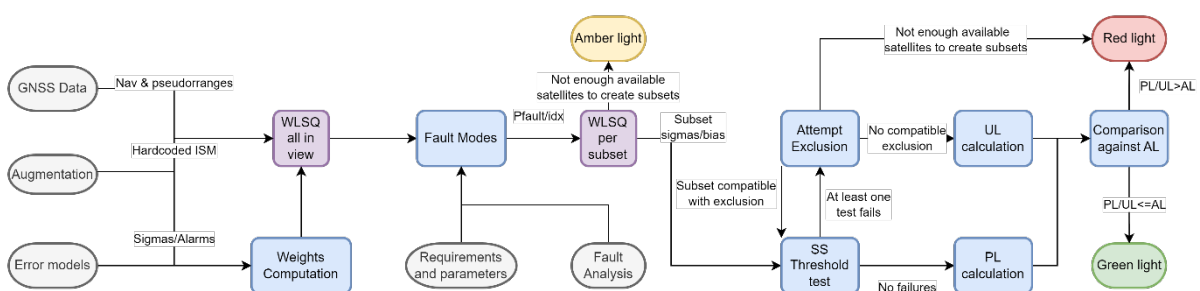 GNSS Data
Augmentation
Error models
Nav & pseudorranges
Hardcoded ISM
Sigmas/Alarms
WLSQ
all in
view
Weights
Computation
Fault Modes
Requirements
and parameters
Fault
Analysis
Pfault/idx
Amber light
Not enough available
satellites to create subsets
WLSQ
per
subset
Subset
sigmas/bias
Not enough available
satellites to create subsets
Attempt
Exclusion
Subset compatible
with exclusion
At least one
test fails
SS
Threshold
test
No compatible
exclusion
No failures
UL
calculation
PL
calculation
Red light
PL/UL>AL
Comparison
against AL
PL/UL<=AL
Green light